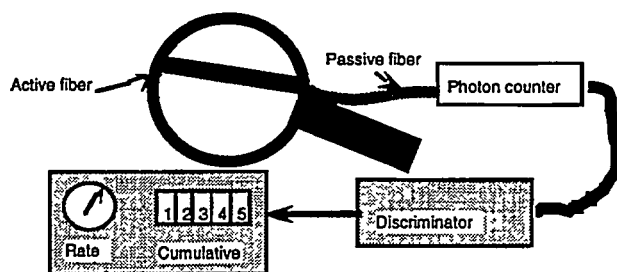 Passive fiber
Active fiber
Photon counter
1 2 3 4 5
Discriminator
Rate
Cumulative